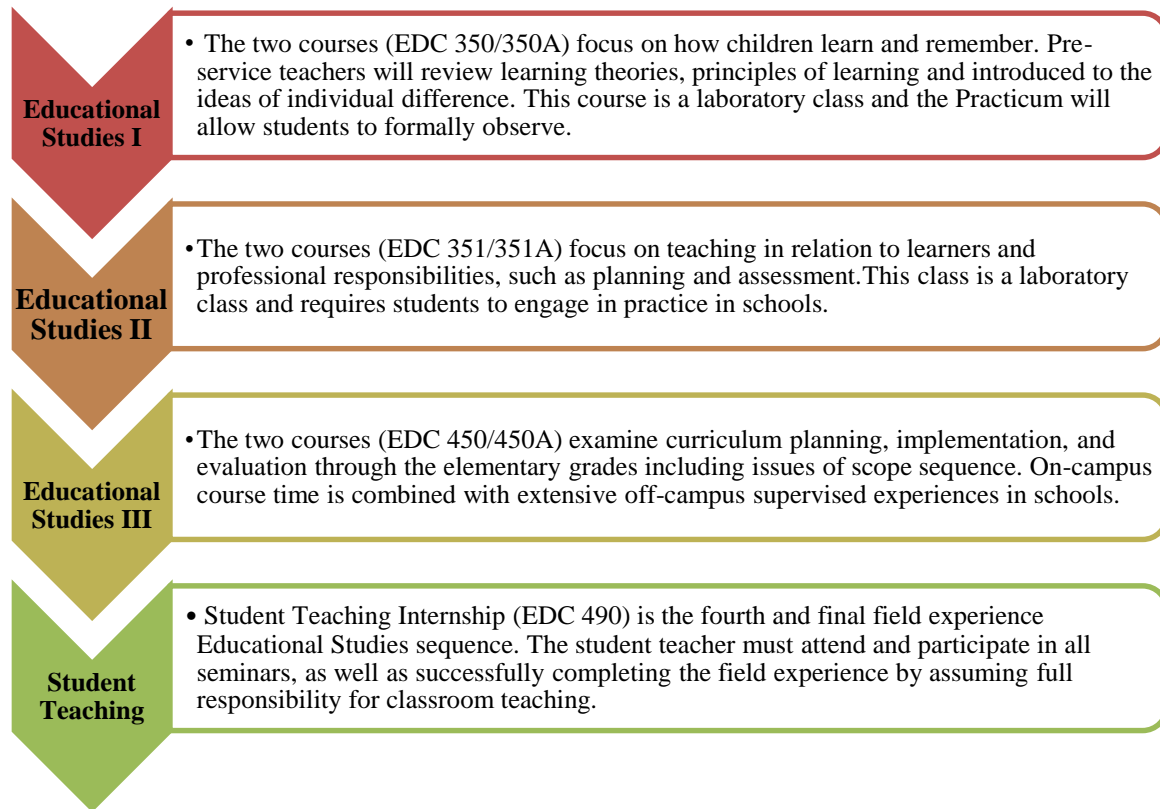 Educational
Studies I
• The two courses (EDC 350/350A) focus on how children learn and remember. Pre-
service teachers will review learning theories, principles of learning and introduced to the
ideas of individual difference. This course is a laboratory class and the Practicum will
allow students to formally observe.
Educational
Studies II
•The two courses (EDC 351/351A) focus on teaching in relation to learners and
professional responsibilities, such as planning and assessment.This class is a laboratory
class and requires students to engage in practice in schools.
Educational
Studies III
•The two courses (EDC 450/450A) examine curriculum planning, implementation, and
evaluation through the elementary grades including issues of scope sequence. On-campus
course time is combined with extensive off-campus supervised experiences in schools.
Student
Teaching
• Student Teaching Internship (EDC 490) is the fourth and final field experience
Educational Studies sequence. The student teacher must attend and participate in all
seminars, as well as successfully completing the field experience by assuming full
responsibility for classroom teaching.